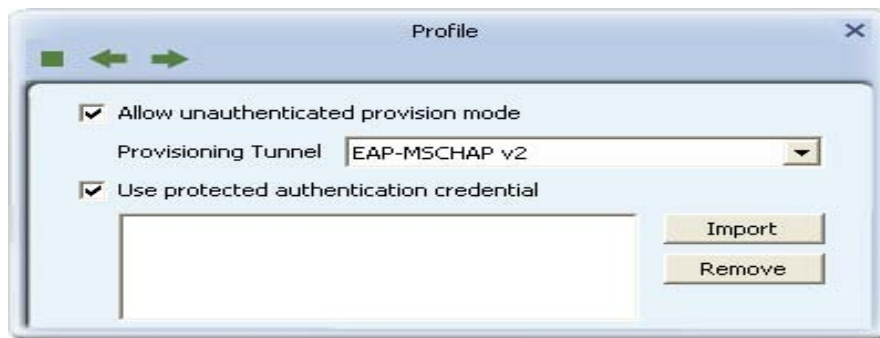 Profile
Allow unauthenticated provision mode
Provisioning Tunnel EAP-MSCHAP v2
Use protected authentication credential
Import
Remove